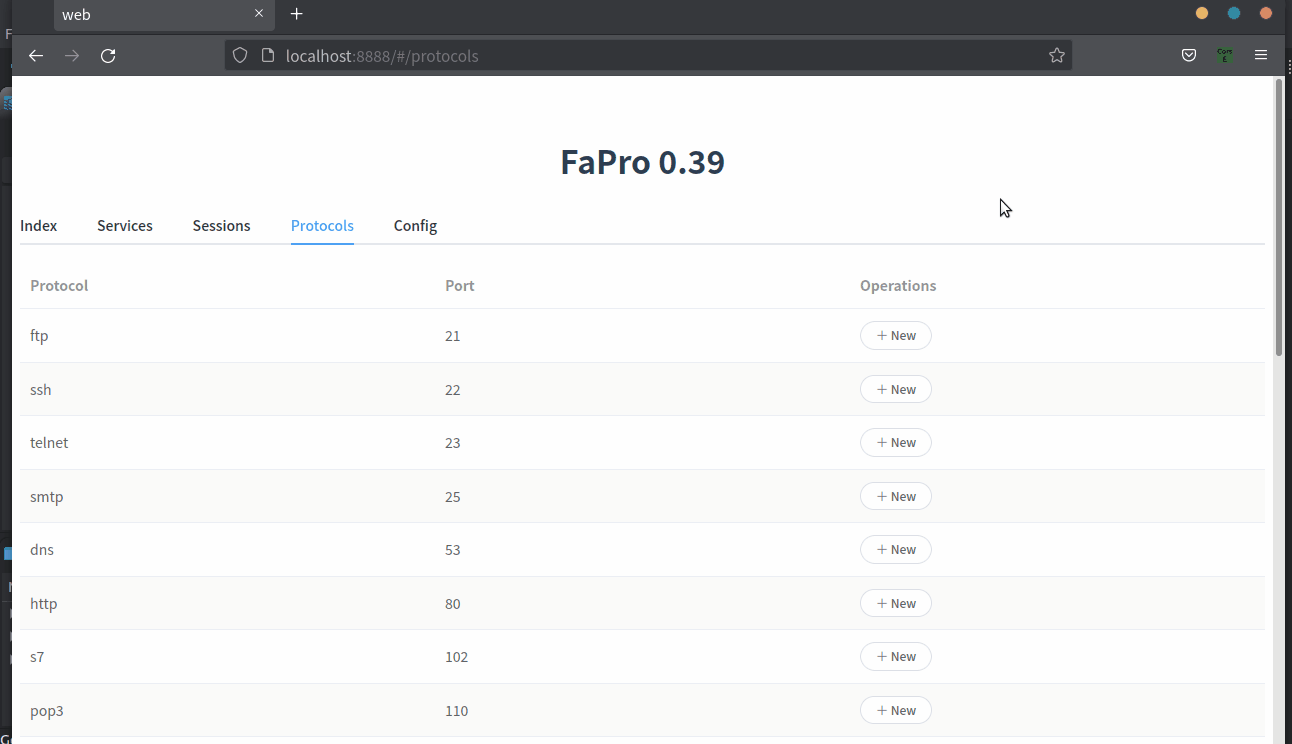 web
localhost:8888/#/protocols
FaPro 0.39
Index Services Sessions Protocols Config
Protocol Port Operations
ftp 21 + New
ssh 22 + New
telnet 23 + New
smtp 25 + New
dns 53 + New
http 80 + New
s7 102 + New
pop3 110 + New